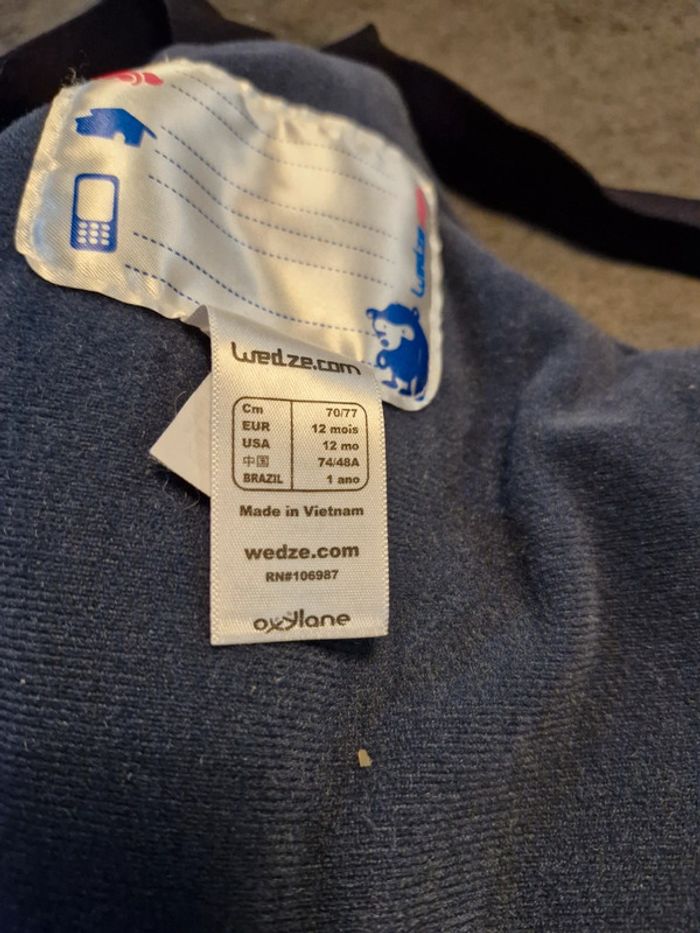 wedze
wedze.com
Cm 70/77
EUR 12 mois
USA 12 mo
中国 74/48A
BRAZIL 1 ano
Made in Vietnam
wedze.com
RN#106987
oxylane